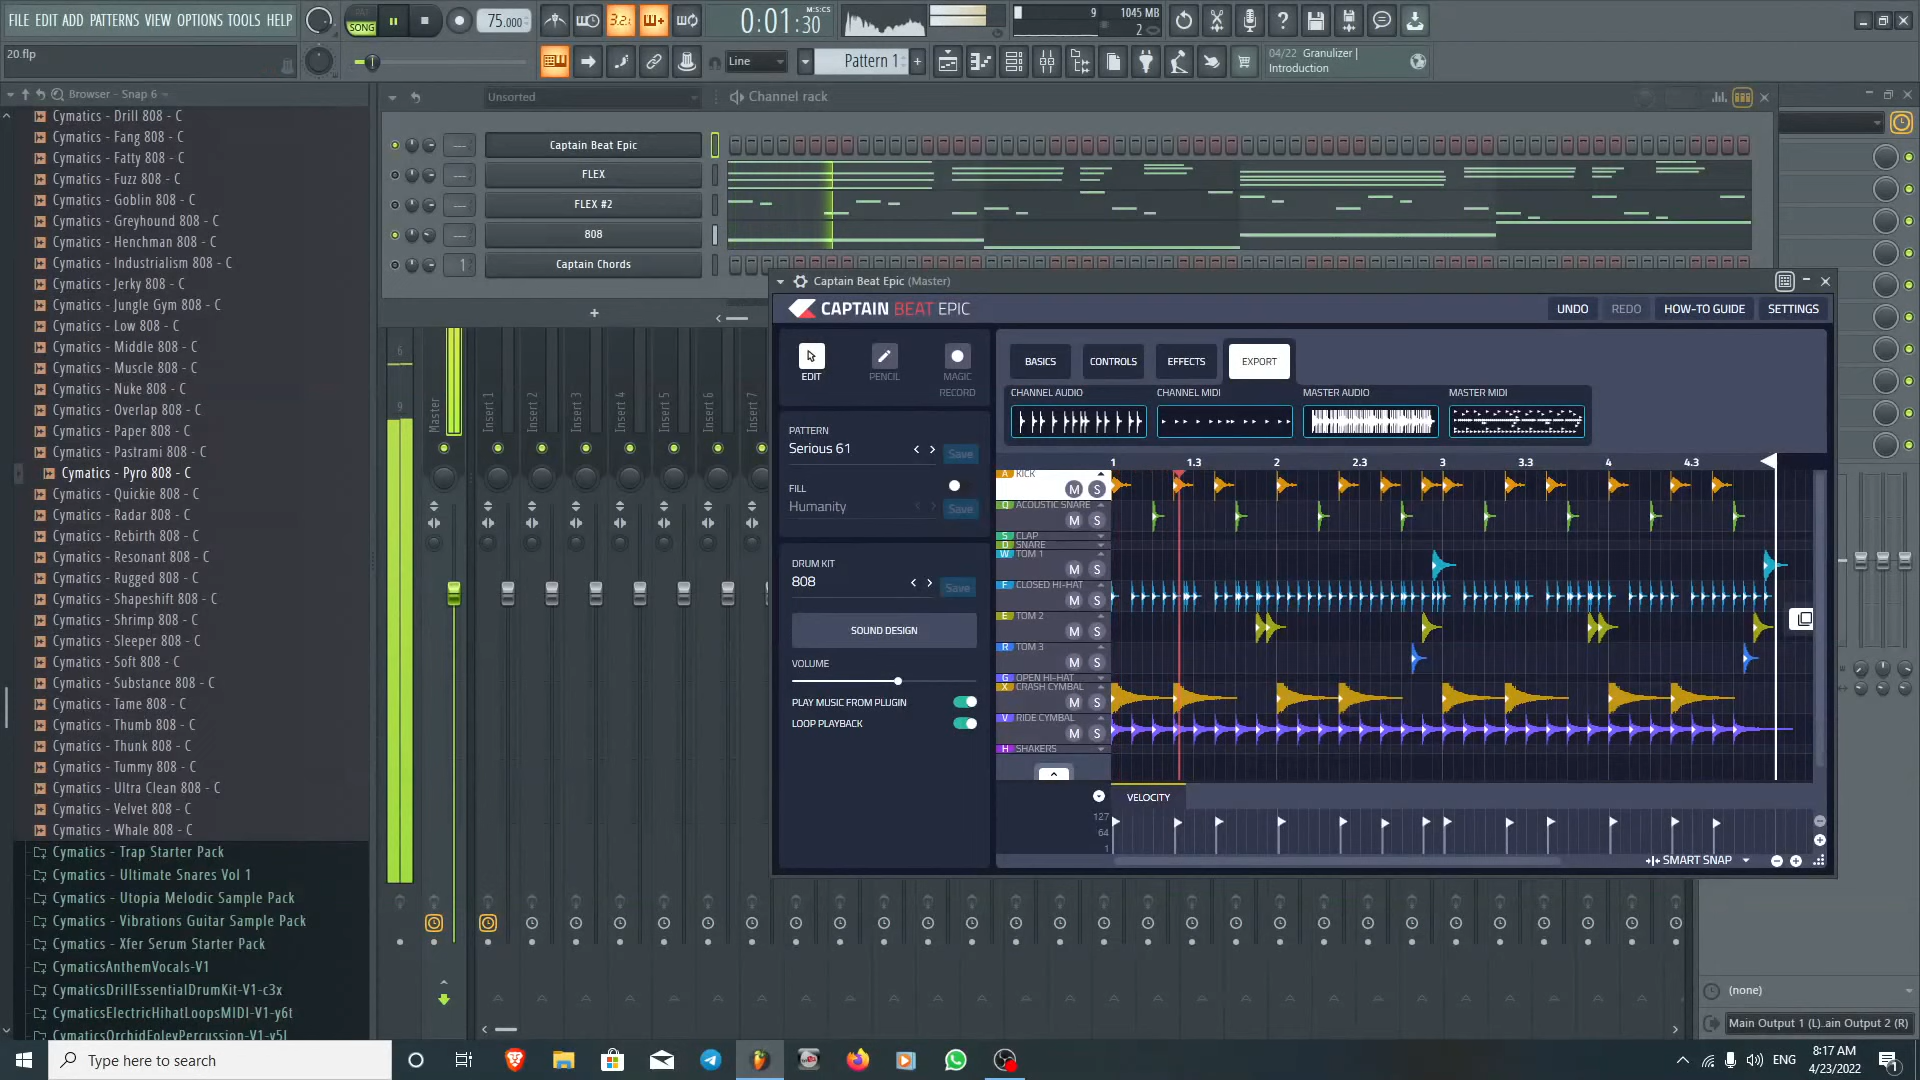 FILE EDIT ADD PATTERNS VIEW OPTIONS TOOLS HELP
SONG
75.000
3.2.
0:01:30
M:S:CS
9
1045 MB
2
20.flp
Line
Pattern 1
04/22 Granulizer |
Introduction
Browser - Snap 6
Unsorted
Channel rack
Cymatics - Drill 808 - C
Cymatics - Fang 808 - C
Cymatics - Fatty 808 - C
Cymatics - Fuzz 808 - C
Cymatics - Goblin 808 - C
Cymatics - Greyhound 808 - C
Cymatics - Henchman 808 - C
Cymatics - Industrialism 808 - C
Cymatics - Jerky 808 - C
Cymatics - Jungle Gym 808 - C
Cymatics - Low 808 - C
Cymatics - Middle 808 - C
Cymatics - Muscle 808 - C
Cymatics - Nuke 808 - C
Cymatics - Overlap 808 - C
Cymatics - Paper 808 - C
Cymatics - Pastrami 808 - C
Cymatics - Pyro 808 - C
Cymatics - Quickie 808 - C
Cymatics - Radar 808 - C
Cymatics - Rebirth 808 - C
Cymatics - Resonant 808 - C
Cymatics - Rugged 808 - C
Cymatics - Shapeshift 808 - C
Cymatics - Shrimp 808 - C
Cymatics - Sleeper 808 - C
Cymatics - Soft 808 - C
Cymatics - Substance 808 - C
Cymatics - Tame 808 - C
Cymatics - Thumb 808 - C
Cymatics - Thunk 808 - C
Cymatics - Tummy 808 - C
Cymatics - Ultra Clean 808 - C
Cymatics - Velvet 808 - C
Cymatics - Whale 808 - C
Cymatics - Trap Starter Pack
Cymatics - Ultimate Snares Vol 1
Cymatics - Utopia Melodic Sample Pack
Cymatics - Vibrations Guitar Sample Pack
Cymatics - Xfer Serum Starter Pack
CymaticsAnthemVocals-V1
CymaticsDrillEssentialDrumKit-V1-c3x
CymaticsElectricHihatLoopsMIDI-V1-y6t
CymaticsOrchidFoleyPercussion-V1-y5l
Captain Beat Epic
FLEX
FLEX #2
808
1
Captain Chords
6
9
Master
Insert 1
Insert 2
Insert 3
Insert 4
Insert 5
Insert 6
Insert 7
Captain Beat Epic (Master)
CAPTAIN BEAT EPIC
UNDO
REDO
HOW-TO GUIDE
SETTINGS
EDIT
PENCIL
MAGIC
RECORD
BASICS
CONTROLS
EFFECTS
EXPORT
CHANNEL AUDIO
CHANNEL MIDI
MASTER AUDIO
MASTER MIDI
PATTERN
Serious 61
Save
FILL
Humanity
Save
DRUM KIT
808
Save
SOUND DESIGN
VOLUME
PLAY MUSIC FROM PLUGIN
LOOP PLAYBACK
1
1.3
2
2.3
3
3.3
4
4.3
A KICK
M S
Q ACOUSTIC SNARE
M S
S CLAP
D SNARE
W TOM 1
M S
F CLOSED HI-HAT
M S
E TOM 2
M S
R TOM 3
M S
G OPEN HI-HAT
X CRASH CYMBAL
M S
V RIDE CYMBAL
M S
H SHAKERS
VELOCITY
127
64
1
SMART SNAP
(none)
Main Output 1 (L)..ain Output 2 (R)
Type here to search
ENG
8:17 AM
4/23/2022
1